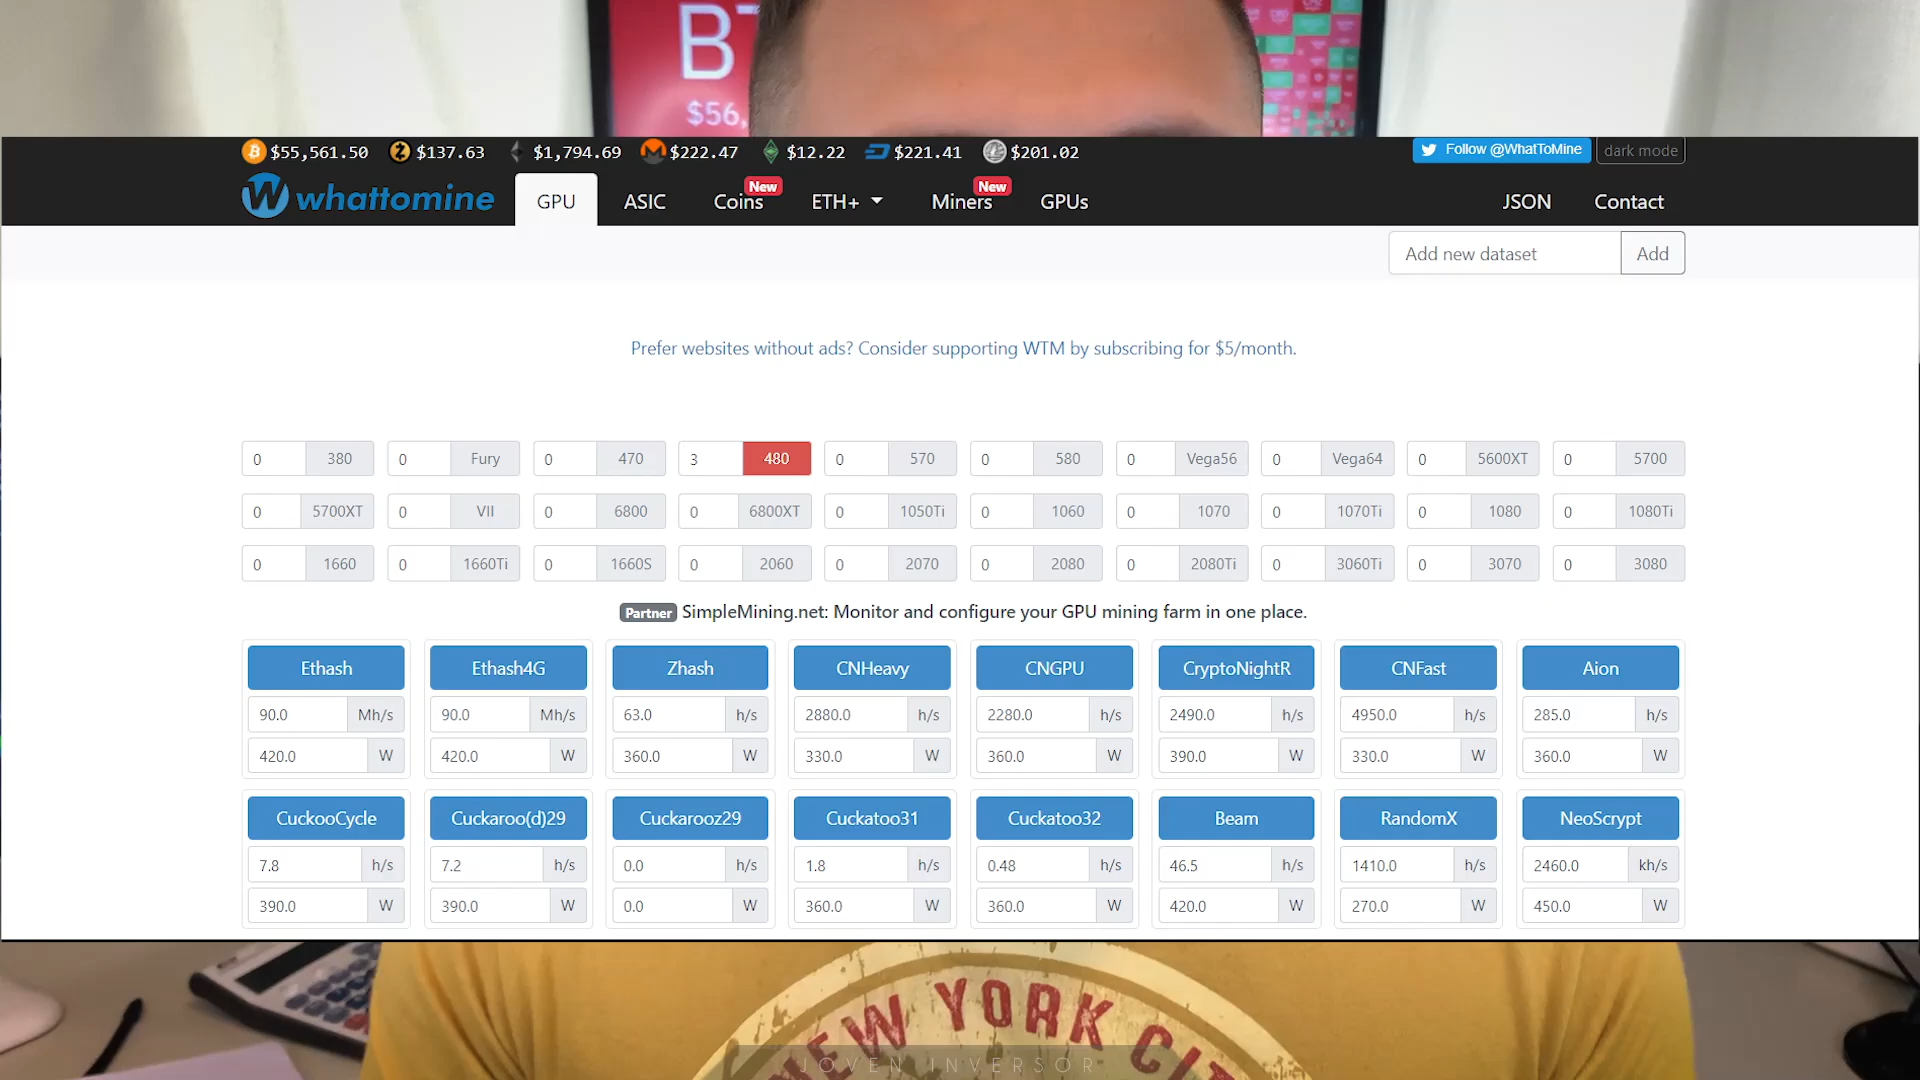 BT
$56,
$55,561.50 $137.63 $1,794.69 $222.47 $12.22 $221.41 $201.02 Follow @WhatToMine dark mode
whattomine GPU ASIC Coins New ETH+ Miners New GPUs JSON Contact
Add new dataset Add
Prefer websites without ads? Consider supporting WTM by subscribing for $5/month.
0 380 0 Fury 0 470 3 480 0 570 0 580 0 Vega56 0 Vega64 0 5600XT 0 5700
0 5700XT 0 VII 0 6800 0 6800XT 0 1050Ti 0 1060 0 1070 0 1070Ti 0 1080 0 1080Ti
0 1660 0 1660Ti 0 1660S 0 2060 0 2070 0 2080 0 2080Ti 0 3060Ti 0 3070 0 3080
Partner SimpleMining.net: Monitor and configure your GPU mining farm in one place.
Ethash Ethash4G Zhash CNHeavy CNGPU CryptoNightR CNFast Aion
90.0 Mh/s 90.0 Mh/s 63.0 h/s 2880.0 h/s 2280.0 h/s 2490.0 h/s 4950.0 h/s 285.0 h/s
420.0 W 420.0 W 360.0 W 330.0 W 360.0 W 390.0 W 330.0 W 360.0 W
CuckooCycle Cuckaroo(d)29 Cuckarooz29 Cuckatoo31 Cuckatoo32 Beam RandomX NeoScrypt
7.8 h/s 7.2 h/s 0.0 h/s 1.8 h/s 0.48 h/s 46.5 h/s 1410.0 h/s 2460.0 kh/s
390.0 W 390.0 W 0.0 W 360.0 W 360.0 W 420.0 W 270.0 W 450.0 W
NEW YORK CIT
JOVEN INVERSOR